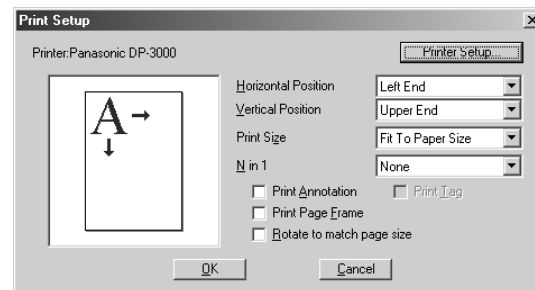 Print Setup
Printer:Panasonic DP-3000
Printer Setup...
A
Horizontal Position
Left End
Vertical Position
Upper End
Print Size
Fit To Paper Size
N in 1
None
Print Annotation
Print Tag
Print Page Frame
Rotate to match page size
OK
Cancel